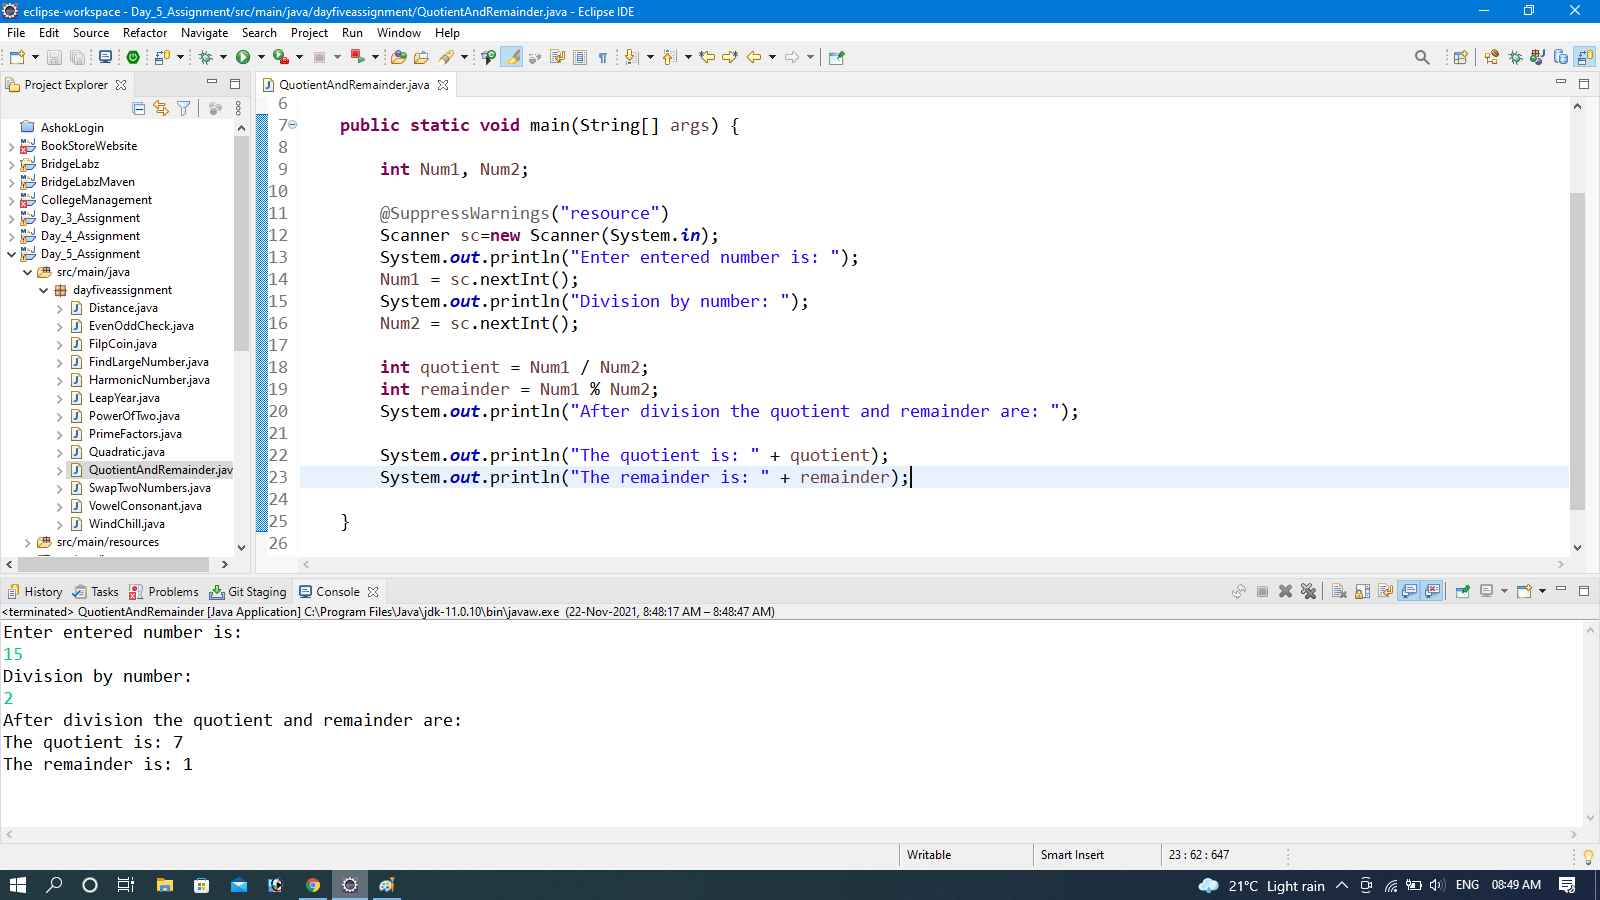 eclipse-workspace - Day_5_Assignment/src/main/java/dayfiveassignment/QuotientAndRemainder.java - Eclipse IDE
File Edit Source Refactor Navigate Search Project Run Window Help
Project Explorer
QuotientAndRemainder.java
AshokLogin
BookStoreWebsite
BridgeLabz
BridgeLabzMaven
CollegeManagement
Day_3_Assignment
Day_4_Assignment
Day_5_Assignment
src/main/java
dayfiveassignment
Distance.java
EvenOddCheck.java
FilpCoin.java
FindLargeNumber.java
HarmonicNumber.java
LeapYear.java
PowerOfTwo.java
PrimeFactors.java
Quadratic.java
QuotientAndRemainder.jav
SwapTwoNumbers.java
VowelConsonant.java
WindChill.java
src/main/resources
6
7 public static void main(String[] args) {
8
9 int Num1, Num2;
10
11 @SuppressWarnings("resource")
12 Scanner sc=new Scanner(System.in);
13 System.out.println("Enter entered number is: ");
14 Num1 = sc.nextInt();
15 System.out.println("Division by number: ");
16 Num2 = sc.nextInt();
17
18 int quotient = Num1 / Num2;
19 int remainder = Num1 % Num2;
20 System.out.println("After division the quotient and remainder are: ");
21
22 System.out.println("The quotient is: " + quotient);
23 System.out.println("The remainder is: " + remainder);
24
25 }
26
History Tasks Problems Git Staging Console
<terminated> QuotientAndRemainder [Java Application] C:\Program Files\Java\jdk-11.0.10\bin\javaw.exe (22-Nov-2021, 8:48:17 AM – 8:48:47 AM)
Enter entered number is:
15
Division by number:
2
After division the quotient and remainder are:
The quotient is: 7
The remainder is: 1
Writable Smart Insert 23 : 62 : 647
21°C Light rain ENG 08:49 AM